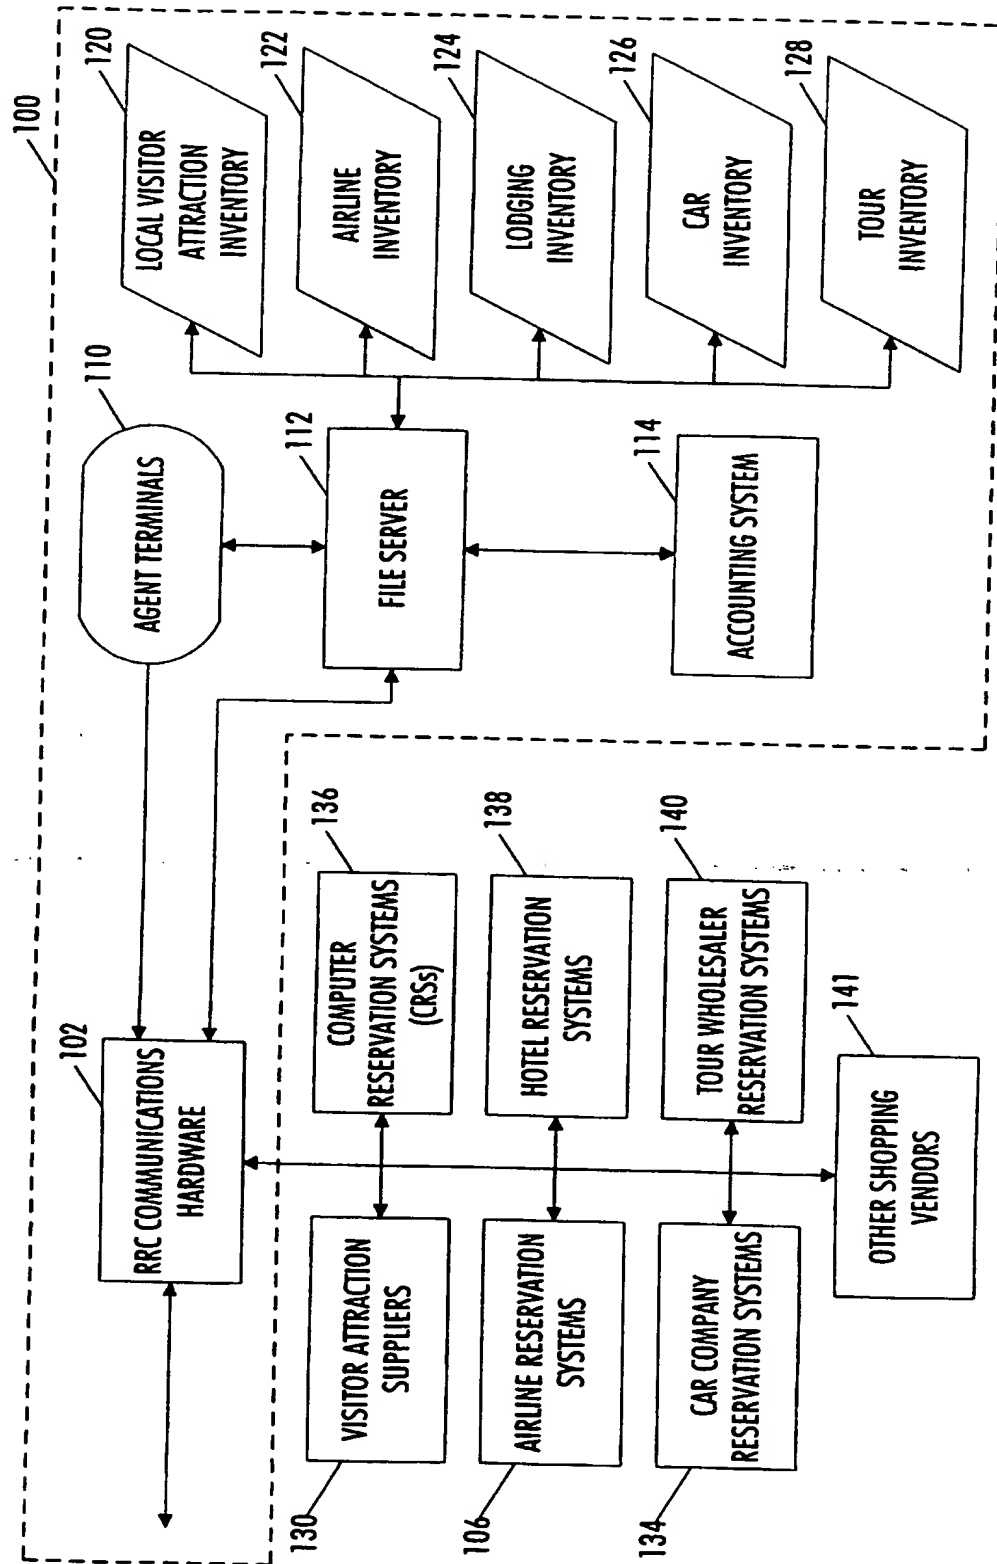 100
102
RRC COMMUNICATIONS
HARDWARE
110
AGENT TERMINALS
120
LOCAL VISITOR
ATTRACTION
INVENTORY
112
FILE SERVER
122
AIRLINE
INVENTORY
124
LODGING
INVENTORY
114
ACCOUNTING SYSTEM
126
CAR
INVENTORY
128
TOUR
INVENTORY
130
VISITOR ATTRACTION
SUPPLIERS
136
COMPUTER
RESERVATION SYSTEMS
(CRSs)
106
AIRLINE RESERVATION
SYSTEMS
138
HOTEL RESERVATION
SYSTEMS
134
CAR COMPANY
RESERVATION SYSTEMS
140
TOUR WHOLESALER
RESERVATION SYSTEMS
141
OTHER SHOPPING
VENDORS